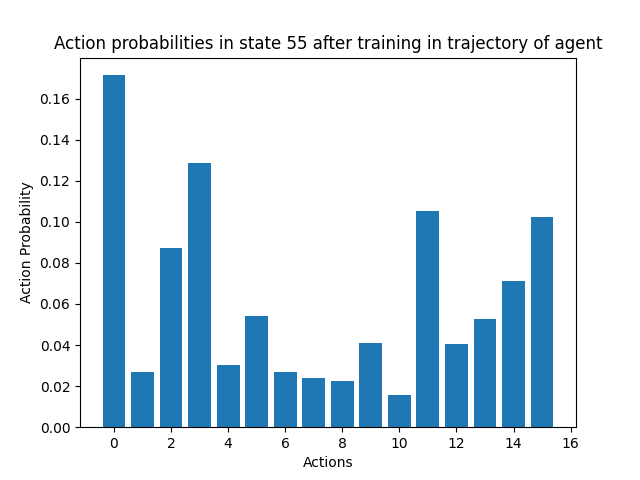 Action probabilities in state 55 after training in trajectory of agent
Action Probability
0.16
0.14
0.12
0.10
0.08
0.06
0.04
0.02
0.00
0 2 4 6 8 10 12 14 16
Actions